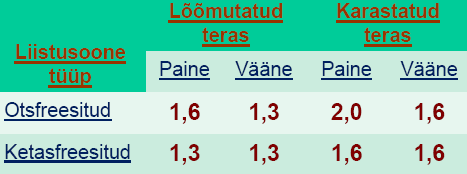 Liistusoone tüüp Lõõmutatud teras Karastatud teras
Paine Vääne Paine Vääne
Otsfreesitud 1,6 1,3 2,0 1,6
Ketasfreesitud 1,3 1,3 1,6 1,6